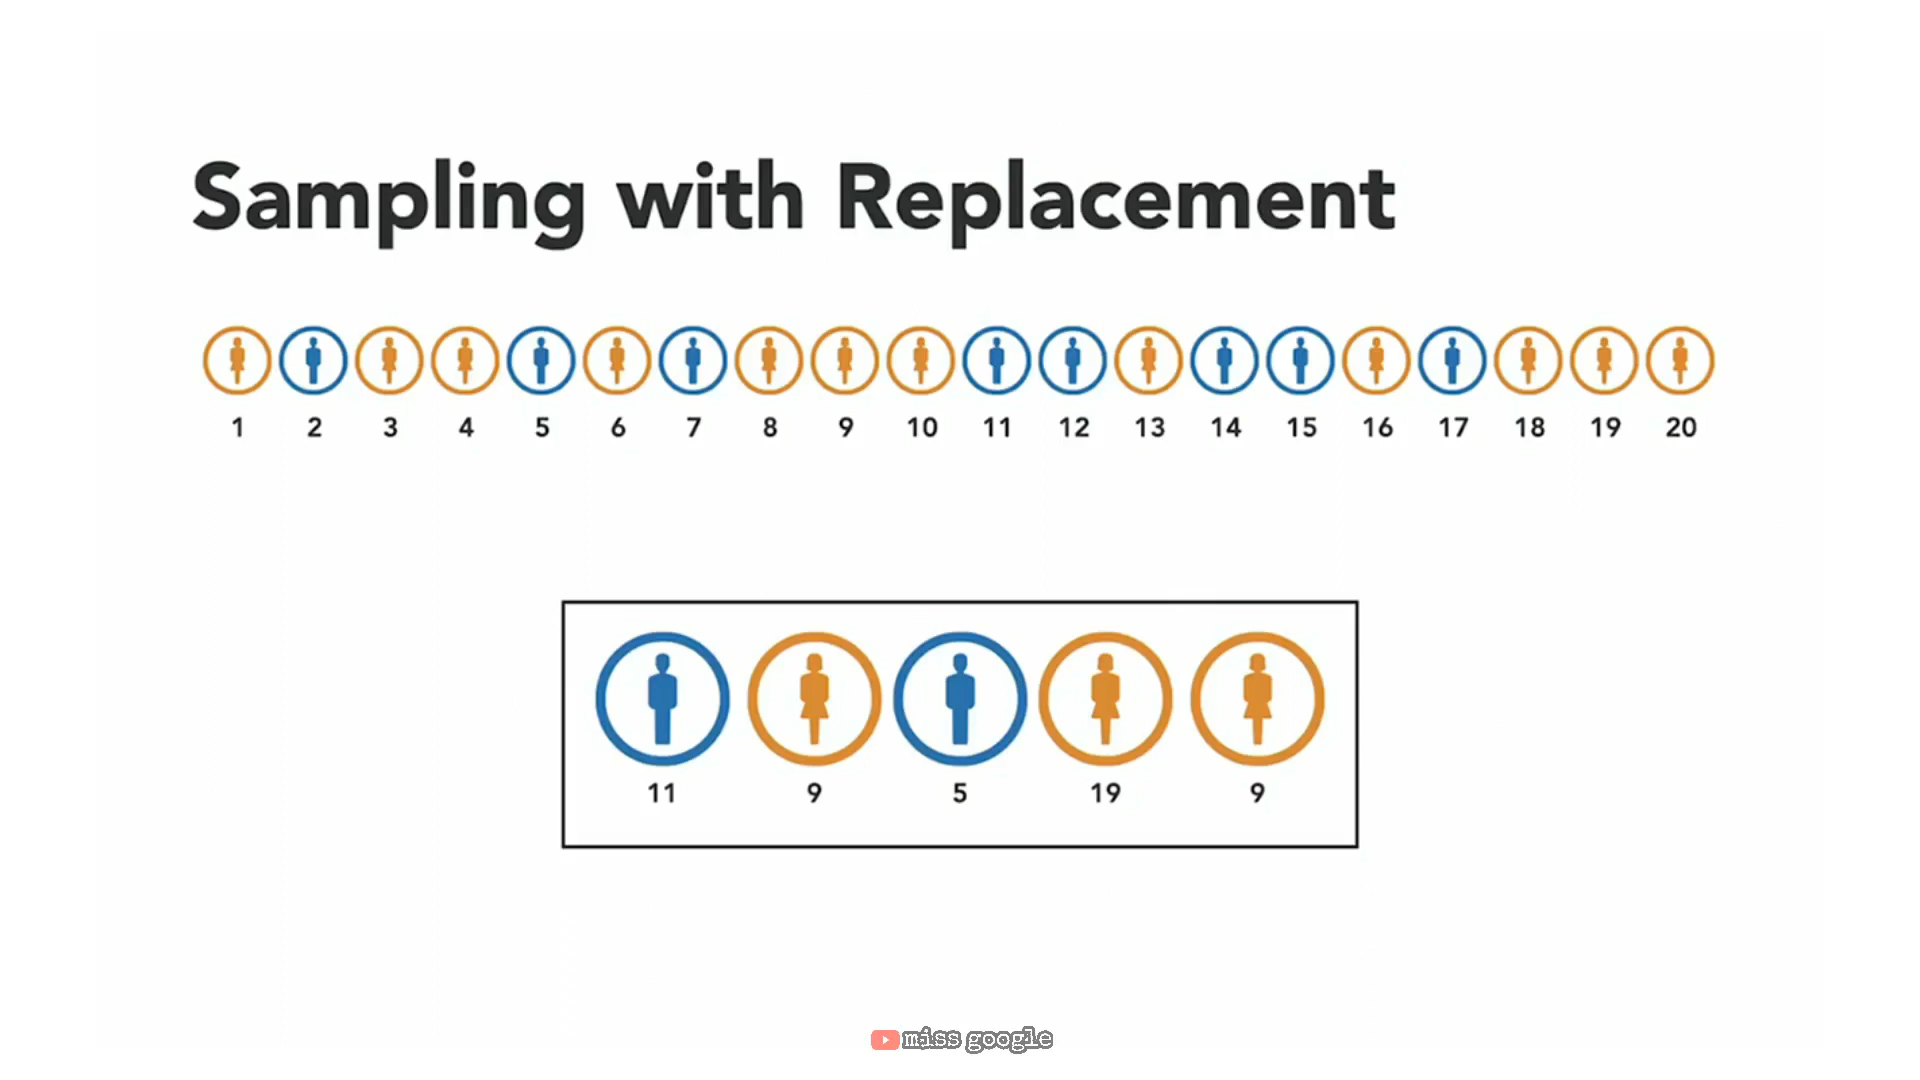 Sampling with Replacement
1 2 3 4 5 6 7 8 9 10 11 12 13 14 15 16 17 18 19 20
11 9 5 19 9
miss google